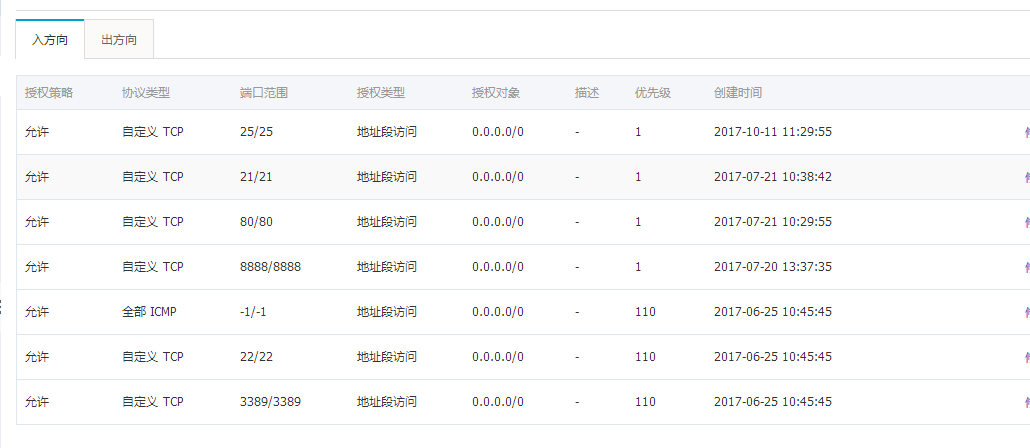 入方向 出方向
授权策略 协议类型 端口范围 授权类型 授权对象 描述 优先级 创建时间
允许 自定义 TCP 25/25 地址段访问 0.0.0.0/0 - 1 2017-10-11 11:29:55
允许 自定义 TCP 21/21 地址段访问 0.0.0.0/0 - 1 2017-07-21 10:38:42
允许 自定义 TCP 80/80 地址段访问 0.0.0.0/0 - 1 2017-07-21 10:29:55
允许 自定义 TCP 8888/8888 地址段访问 0.0.0.0/0 - 1 2017-07-20 13:37:35
允许 全部 ICMP -1/-1 地址段访问 0.0.0.0/0 - 110 2017-06-25 10:45:45
允许 自定义 TCP 22/22 地址段访问 0.0.0.0/0 - 110 2017-06-25 10:45:45
允许 自定义 TCP 3389/3389 地址段访问 0.0.0.0/0 - 110 2017-06-25 10:45:45